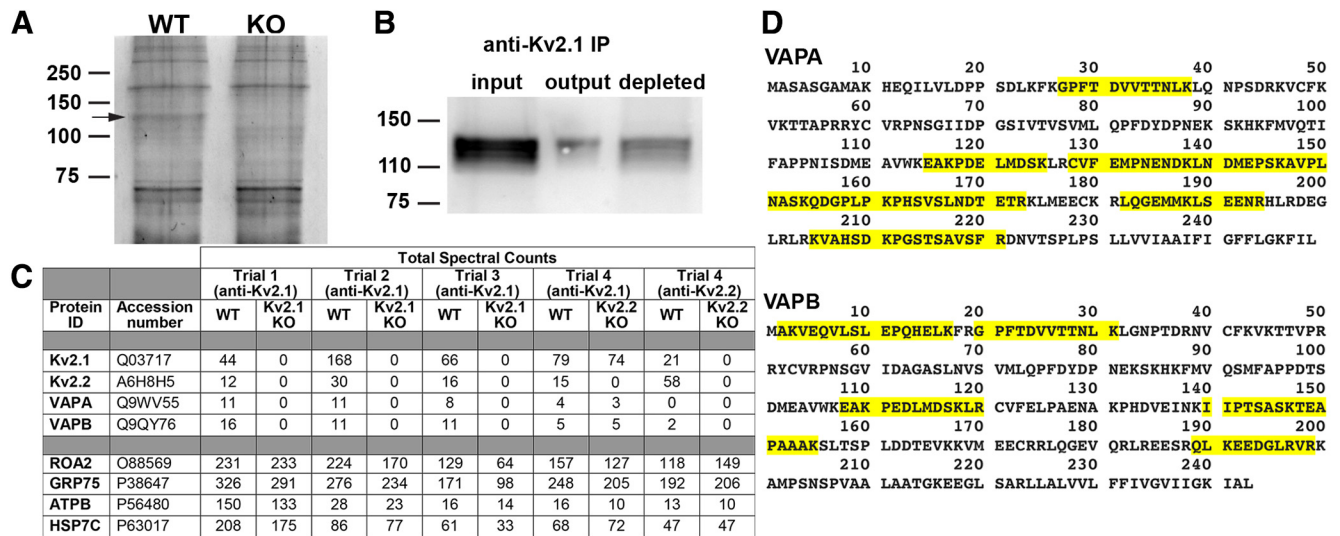 A
WT KO
250
150
100
75
B
anti-Kv2.1 IP
input output depleted
150
110
75
C
Total Spectral Counts
Trial 1 (anti-Kv2.1) Trial 2 (anti-Kv2.1) Trial 3 (anti-Kv2.1) Trial 4 (anti-Kv2.1) Trial 4 (anti-Kv2.2)
Protein ID Accession number WT Kv2.1 KO WT Kv2.1 KO WT Kv2.1 KO WT Kv2.2 KO WT Kv2.2 KO
Kv2.1 Q03717 44 0 168 0 66 0 79 74 21 0
Kv2.2 A6H8H5 12 0 30 0 16 0 15 0 58 0
VAPA Q9WV55 11 0 11 0 8 0 4 3 0 0
VAPB Q9QY76 16 0 11 0 11 0 5 5 2 0
ROA2 O88569 231 233 224 170 129 64 157 127 118 149
GRP75 P38647 326 291 276 234 171 98 248 205 192 206
ATPB P56480 150 133 28 23 16 14 16 10 13 10
HSP7C P63017 208 175 86 77 61 33 68 72 47 47
D
VAPA
10 20 30 40 50
MASASGAMAK HEQILVLDPP SDLKFKGPFT DVVTTNLKLQ NPSDRKVCFK
60 70 80 90 100
VKTTAPRRYC VRPNSGIIDP GSIVTVSVML QPFDYDPNEK SKHKFMVQTI
110 120 130 140 150
FAPPNISDME AVWKEAKPDE LMDSKLRCVF EMPNENDKLN DMEPSKAVPL
160 170 180 190 200
NASKQDGPLP KPHSVSLNDT ETRKLMEECK RLQGEMMKLS EENRHLRDEG
210 220 230 240
LRLRKVAHSD KPGSTSAVSF RDNVTSPLPS LLVVIAAIFI GFFLGKFIL
VAPB
10 20 30 40 50
MAKVEQVLSL EPQHELKFRG PFTDVVTTNL KLGNPTDRNV CFKVKTTVPR
60 70 80 90 100
RYCVRPNSGV IDAGASLNVS VMLQPFDYDP NEKSKHKFMV QSMFAPPDTS
110 120 130 140 150
DMEAVWKEAK PEDLMDSKLR CVFELPAENA KPHDVEINKI IPTSASKTEA
160 170 180 190 200
PAAAKSLTSP LDDTEVKKVM EECRRLQGEV QRLREESRQL KEEDGLRVRK
210 220 230 240
AMPSNSPVAA LAATGKEEGL SARLLALVVL FFIVGVIIGK IAL